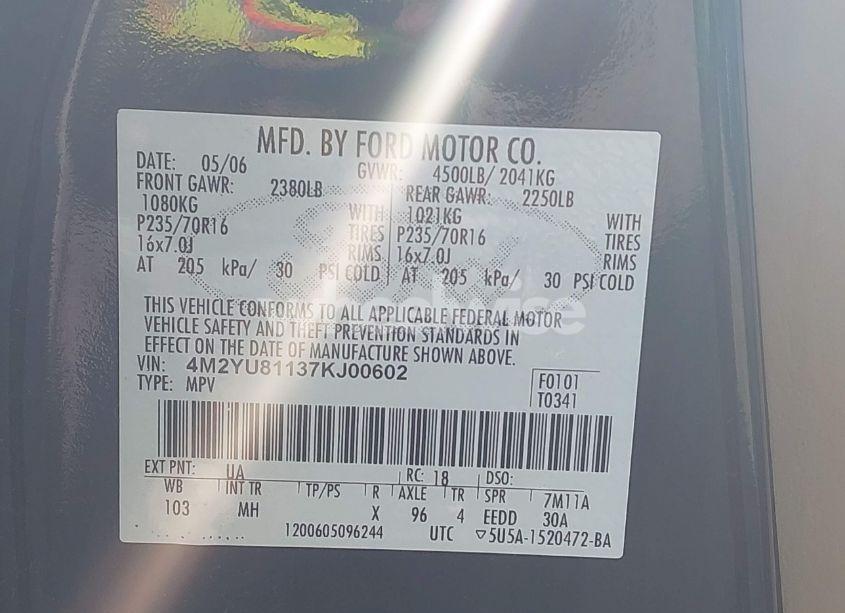 MFD. BY FORD MOTOR CO.
DATE: 05/06 GVWR: 4500LB/ 2041KG
FRONT GAWR: 2380LB REAR GAWR: 2250LB
1080KG WITH 1021KG WITH
P235/70R16 TIRES P235/70R16 TIRES
16x7.0J RIMS 16x7.0J RIMS
AT 205 kPa/ 30 PSI COLD AT 205 kPa/ 30 PSI COLD
THIS VEHICLE CONFORMS TO ALL APPLICABLE FEDERAL MOTOR
VEHICLE SAFETY AND THEFT PREVENTION STANDARDS IN
EFFECT ON THE DATE OF MANUFACTURE SHOWN ABOVE.
VIN: 4M2YU81137KJ00602
TYPE: MPV
F0101
T0341
EXT PNT: UA RC: 18 DSO:
WB INT TR TP/PS R AXLE TR SPR 7M11A
103 MH X 96 4 EEDD 30A
1200605096244 UTC ▽5U5A-1520472-BA